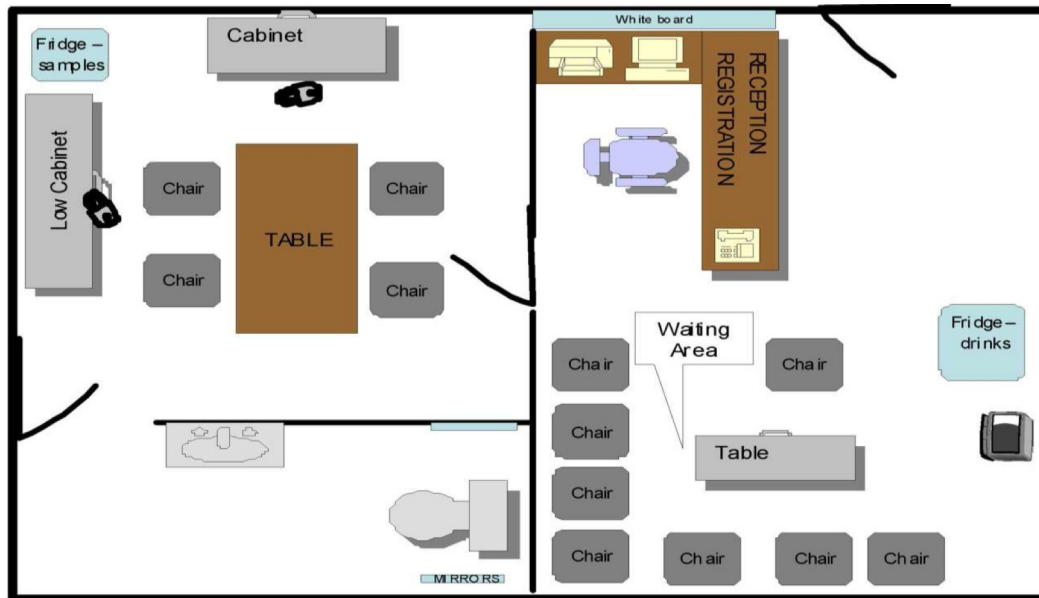 White board
Cabinet
Fridge –
samples
RECEPTION
REGISTRATION
Low Cabinet
Chair
Chair
TABLE
Chair
Chair
Waiting
Area
Fridge –
drinks
Chair
Chair
Chair
Table
Chair
Chair
Chair
Chair
Chair
MIRRORS